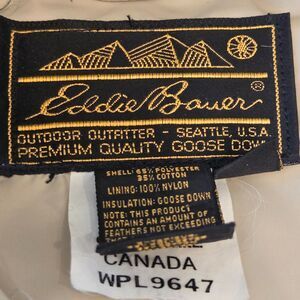 Eddie Bauer®
OUTDOOR OUTFITTER - SEATTLE, U.S.A.
PREMIUM QUALITY GOOSE DOWN
SHELL: 65% POLYESTER
35% COTTON
LINING: 100% NYLON
INSULATION: GOOSE DOWN
NOTE: THIS PRODUCT
CONTAINS AN AMOUNT OF
FEATHERS NOT EXCEEDING
CANADA
WPL9647